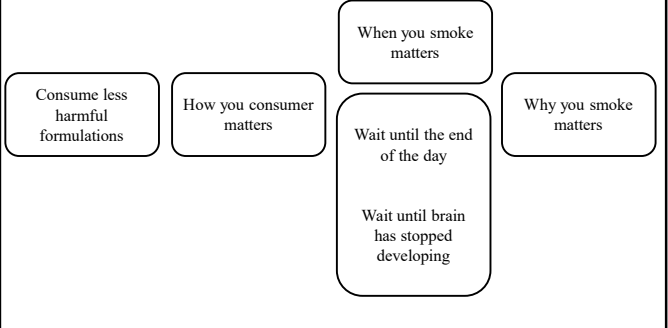 When you smoke
matters
Consume less
harmful
formulations
How you consumer
matters
Wait until the end
of the day
Wait until brain
has stopped
developing
Why you smoke
matters